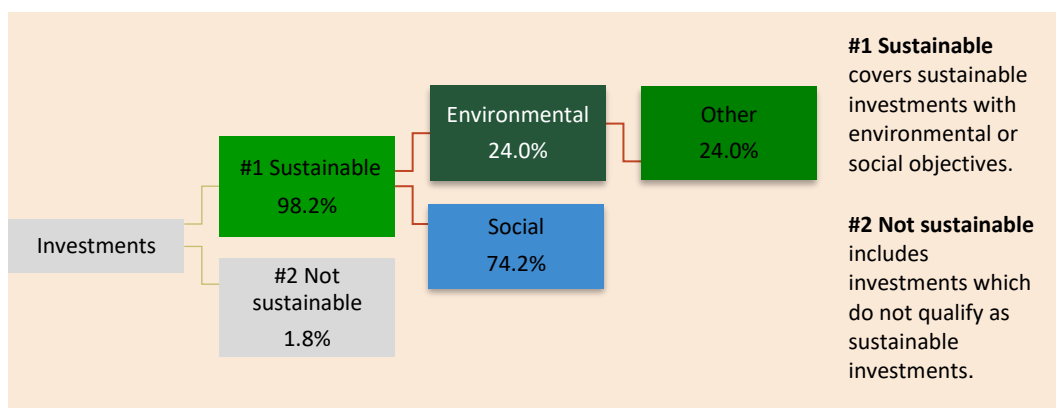 Investments
#1 Sustainable
98.2%
#2 Not
sustainable
1.8%
Environmental
24.0%
Social
74.2%
Other
24.0%
#1 Sustainable
covers sustainable
investments with
environmental or
social objectives.
#2 Not sustainable
includes
investments which
do not qualify as
sustainable
investments.